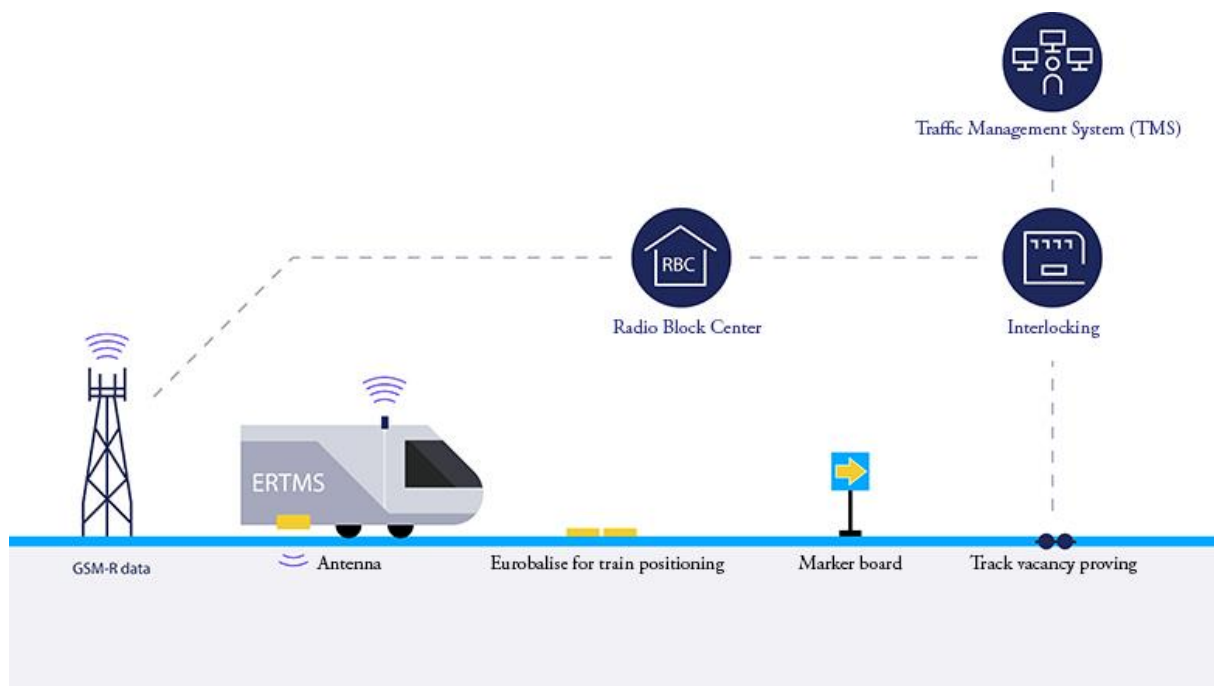 Traffic Management System (TMS)
RBC
Radio Block Center
Interlocking
ERTMS
GSM-R data
Antenna
Eurobalise for train positioning
Marker board
Track vacancy proving